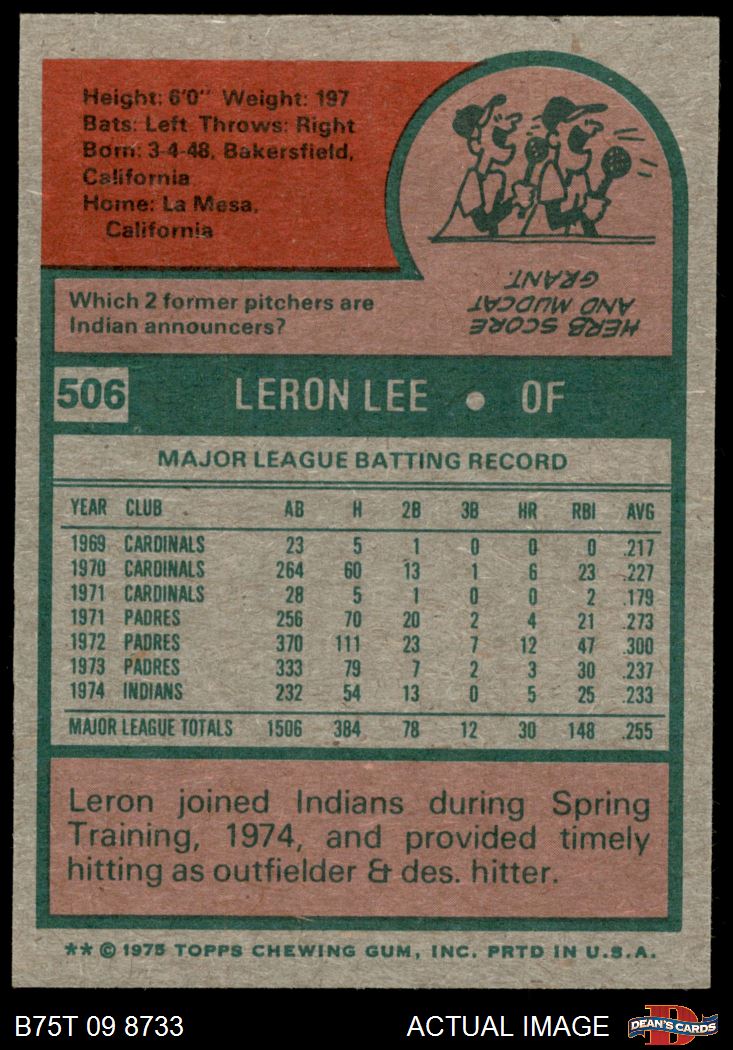 Height: 6'0" Weight: 197
Bats: Left Throws: Right
Born: 3-4-48, Bakersfield,
California
Home: La Mesa,
California
Which 2 former pitchers are
Indian announcers?
HERB SCORE
AND MUDCAT
GRANT.
506 LERON LEE • OF
MAJOR LEAGUE BATTING RECORD
YEAR CLUB AB H 2B 3B HR RBI AVG
1969 CARDINALS 23 5 1 0 0 0 .217
1970 CARDINALS 264 60 13 1 6 23 .227
1971 CARDINALS 28 5 1 0 0 2 .179
1971 PADRES 256 70 20 2 4 21 .273
1972 PADRES 370 111 23 7 12 47 .300
1973 PADRES 333 79 7 2 3 30 .237
1974 INDIANS 232 54 13 0 5 25 .233
MAJOR LEAGUE TOTALS 1506 384 78 12 30 148 .255
Leron joined Indians during Spring
Training, 1974, and provided timely
hitting as outfielder & des. hitter.
** © 1975 TOPPS CHEWING GUM, INC. PRTD IN U.S.A.
B75T 09 8733 ACTUAL IMAGE DEAN'S CARDS